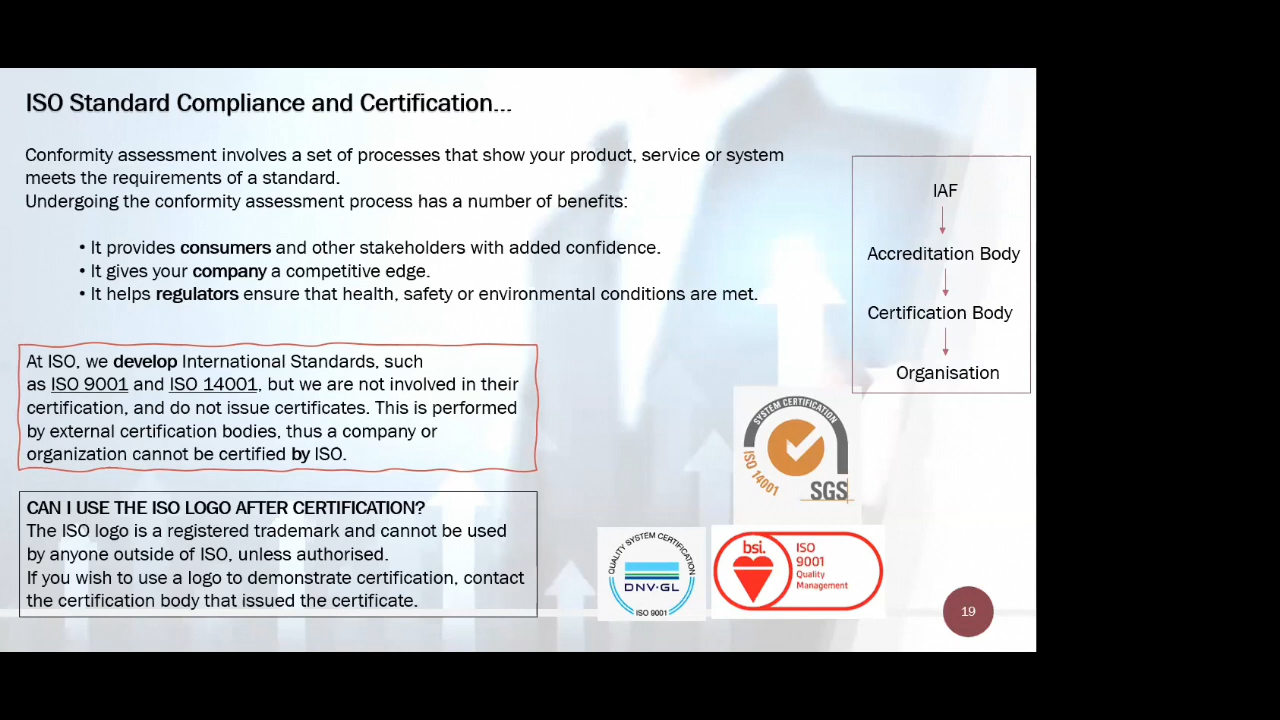 ISO Standard Compliance and Certification...
Conformity assessment involves a set of processes that show your product, service or system
meets the requirements of a standard.
Undergoing the conformity assessment process has a number of benefits:
• It provides consumers and other stakeholders with added confidence.
• It gives your company a competitive edge.
• It helps regulators ensure that health, safety or environmental conditions are met.
IAF
Accreditation Body
Certification Body
Organisation
At ISO, we develop International Standards, such
as ISO 9001 and ISO 14001, but we are not involved in their
certification, and do not issue certificates. This is performed
by external certification bodies, thus a company or
organization cannot be certified by ISO.
CAN I USE THE ISO LOGO AFTER CERTIFICATION?
The ISO logo is a registered trademark and cannot be used
by anyone outside of ISO, unless authorised.
If you wish to use a logo to demonstrate certification, contact
the certification body that issued the certificate.
SYSTEM CERTIFICATION
ISO 14001
SGS
QUALITY SYSTEM CERTIFICATION
DNV·GL
ISO 9001
bsi.
ISO
9001
Quality
Management
19